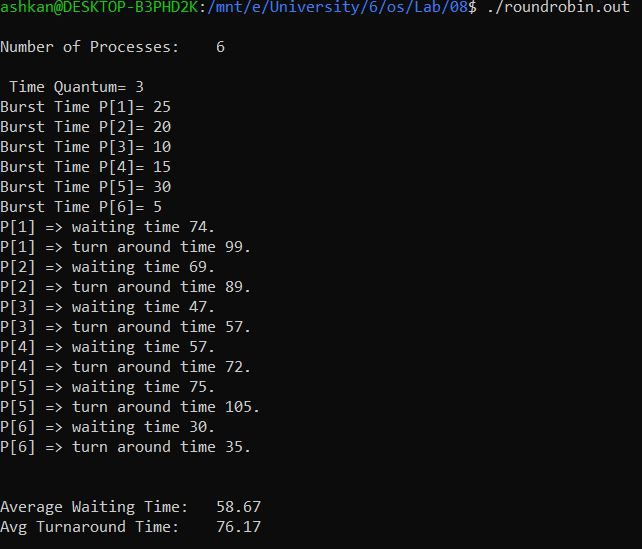 ashkan@DESKTOP-B3PHD2K:/mnt/e/University/6/os/Lab/08$ ./roundrobin.out
Number of Processes:    6
Time Quantum= 3
Burst Time P[1]= 25
Burst Time P[2]= 20
Burst Time P[3]= 10
Burst Time P[4]= 15
Burst Time P[5]= 30
Burst Time P[6]= 5
P[1] => waiting time 74.
P[1] => turn around time 99.
P[2] => waiting time 69.
P[2] => turn around time 89.
P[3] => waiting time 47.
P[3] => turn around time 57.
P[4] => waiting time 57.
P[4] => turn around time 72.
P[5] => waiting time 75.
P[5] => turn around time 105.
P[6] => waiting time 30.
P[6] => turn around time 35.
Average Waiting Time:   58.67
Avg Turnaround Time:    76.17